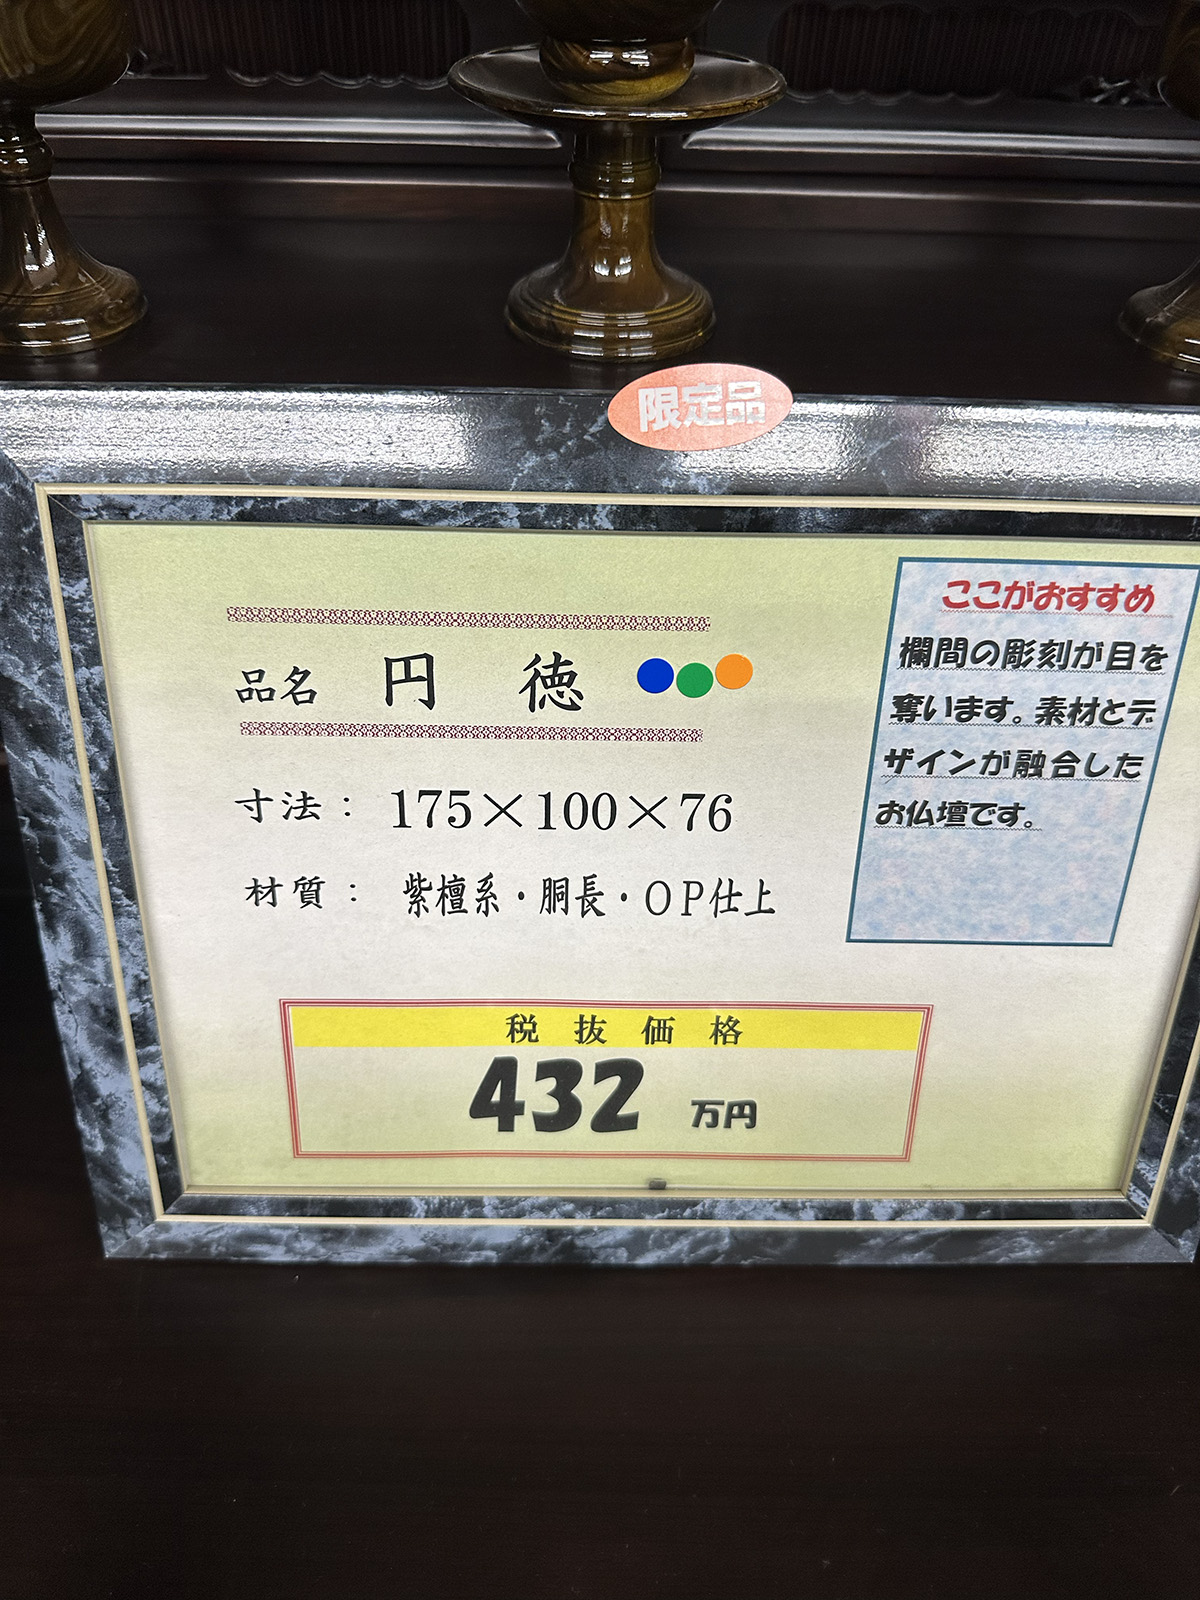 限定品
品名 円 徳
寸法： 175×100×76
材質： 紫檀系・胴長・OP仕上
税抜価格
432 万円
ここがおすすめ
欄間の彫刻が目を
奪います。素材とデ
ザインが融合した
お仏壇です。